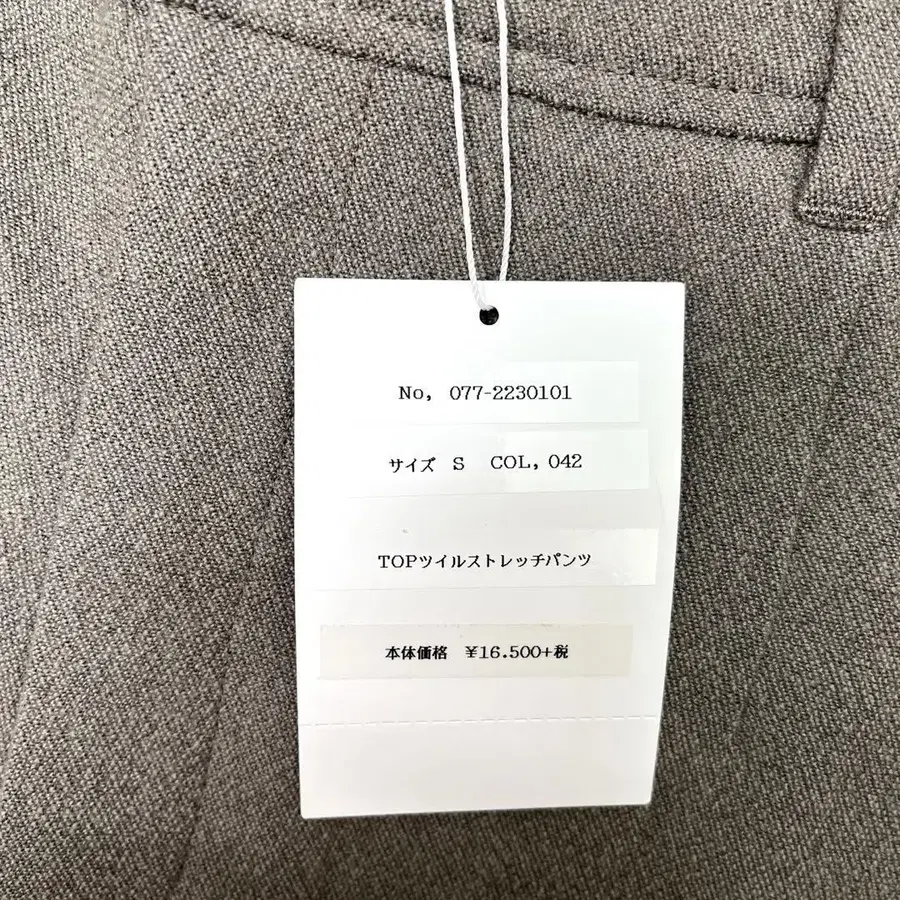 No, 077-2230101
サイズ S COL, 042
TOPツイルストレッチパンツ
本体価格 ¥16.500+税